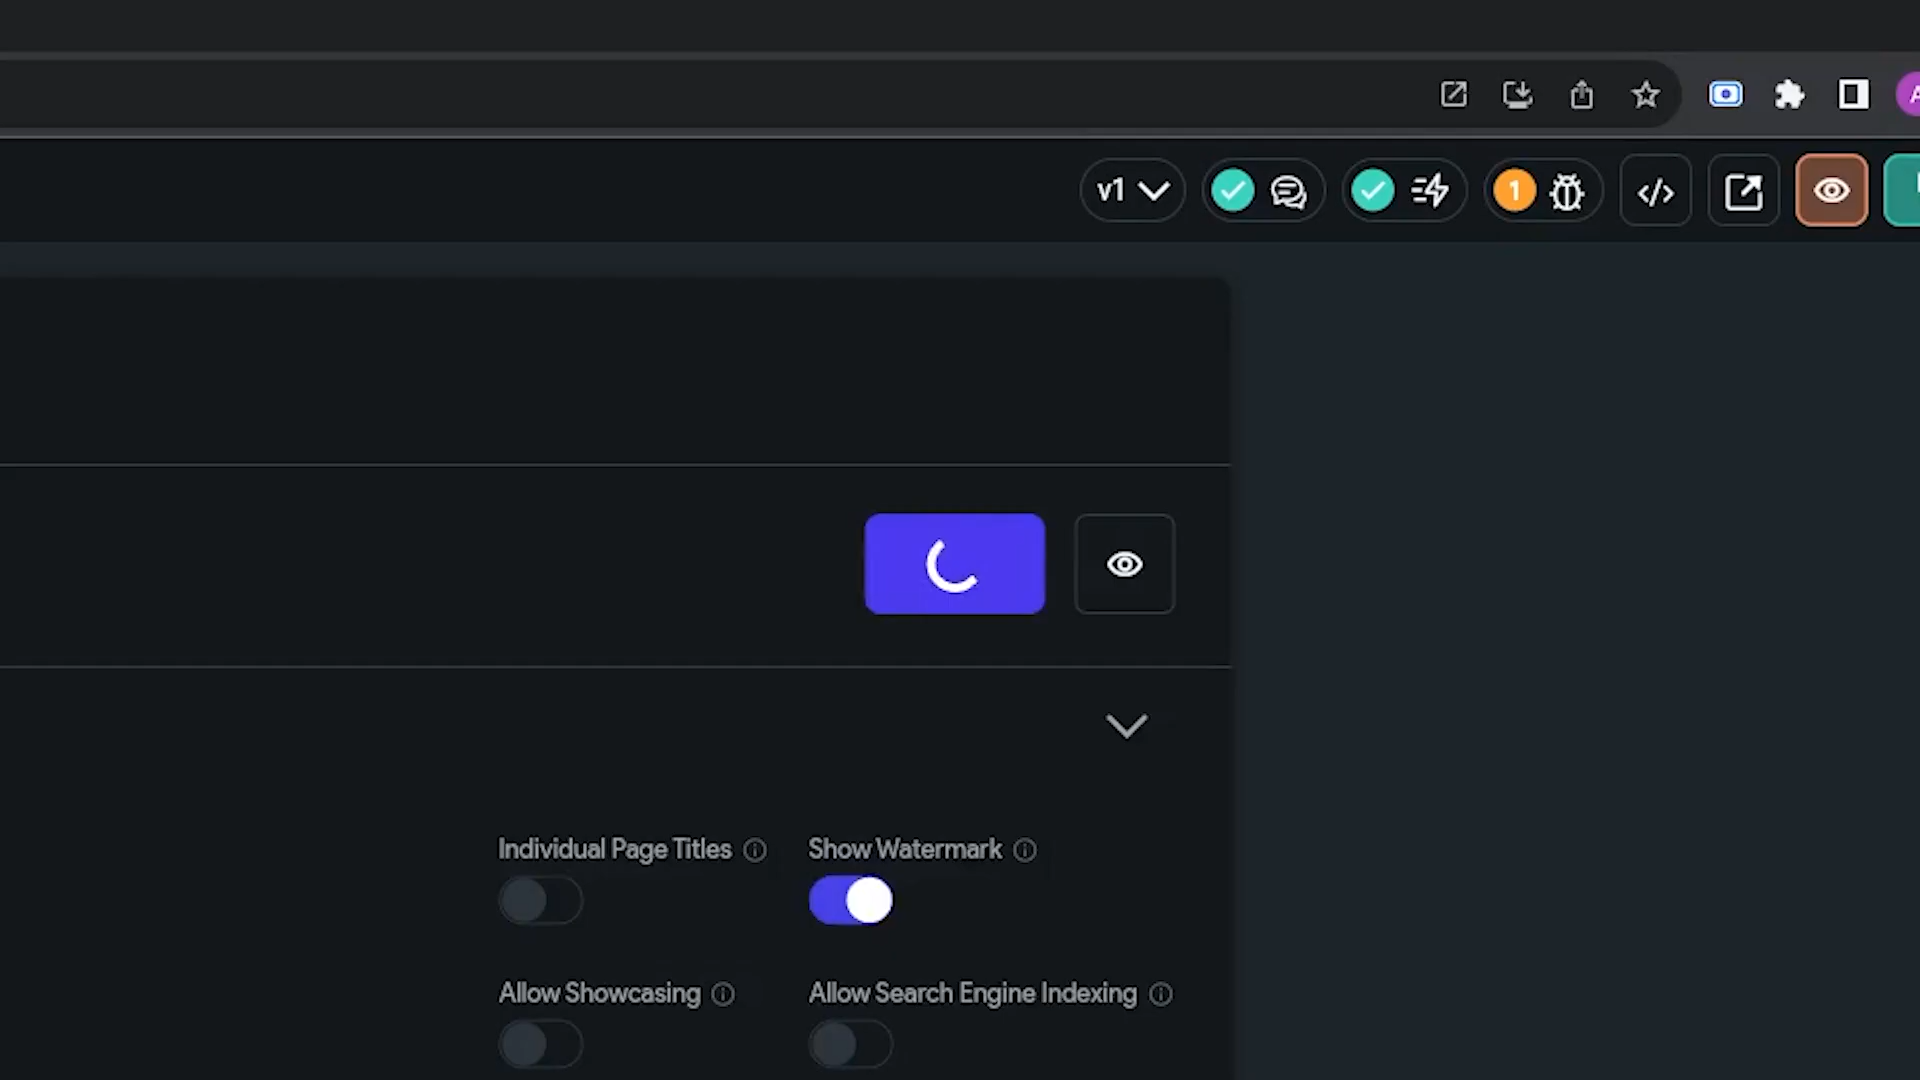 A
v1
1
Individual Page Titles
Show Watermark
Allow Showcasing
Allow Search Engine Indexing